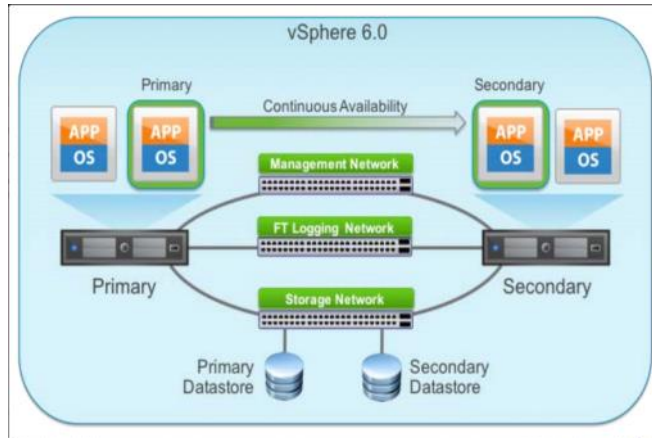 vSphere 6.0
Primary
Secondary
Continuous Availability
APP
OS
APP
OS
APP
OS
APP
OS
Management Network
FT Logging Network
Primary
Secondary
Storage Network
Primary
Datastore
Secondary
Datastore